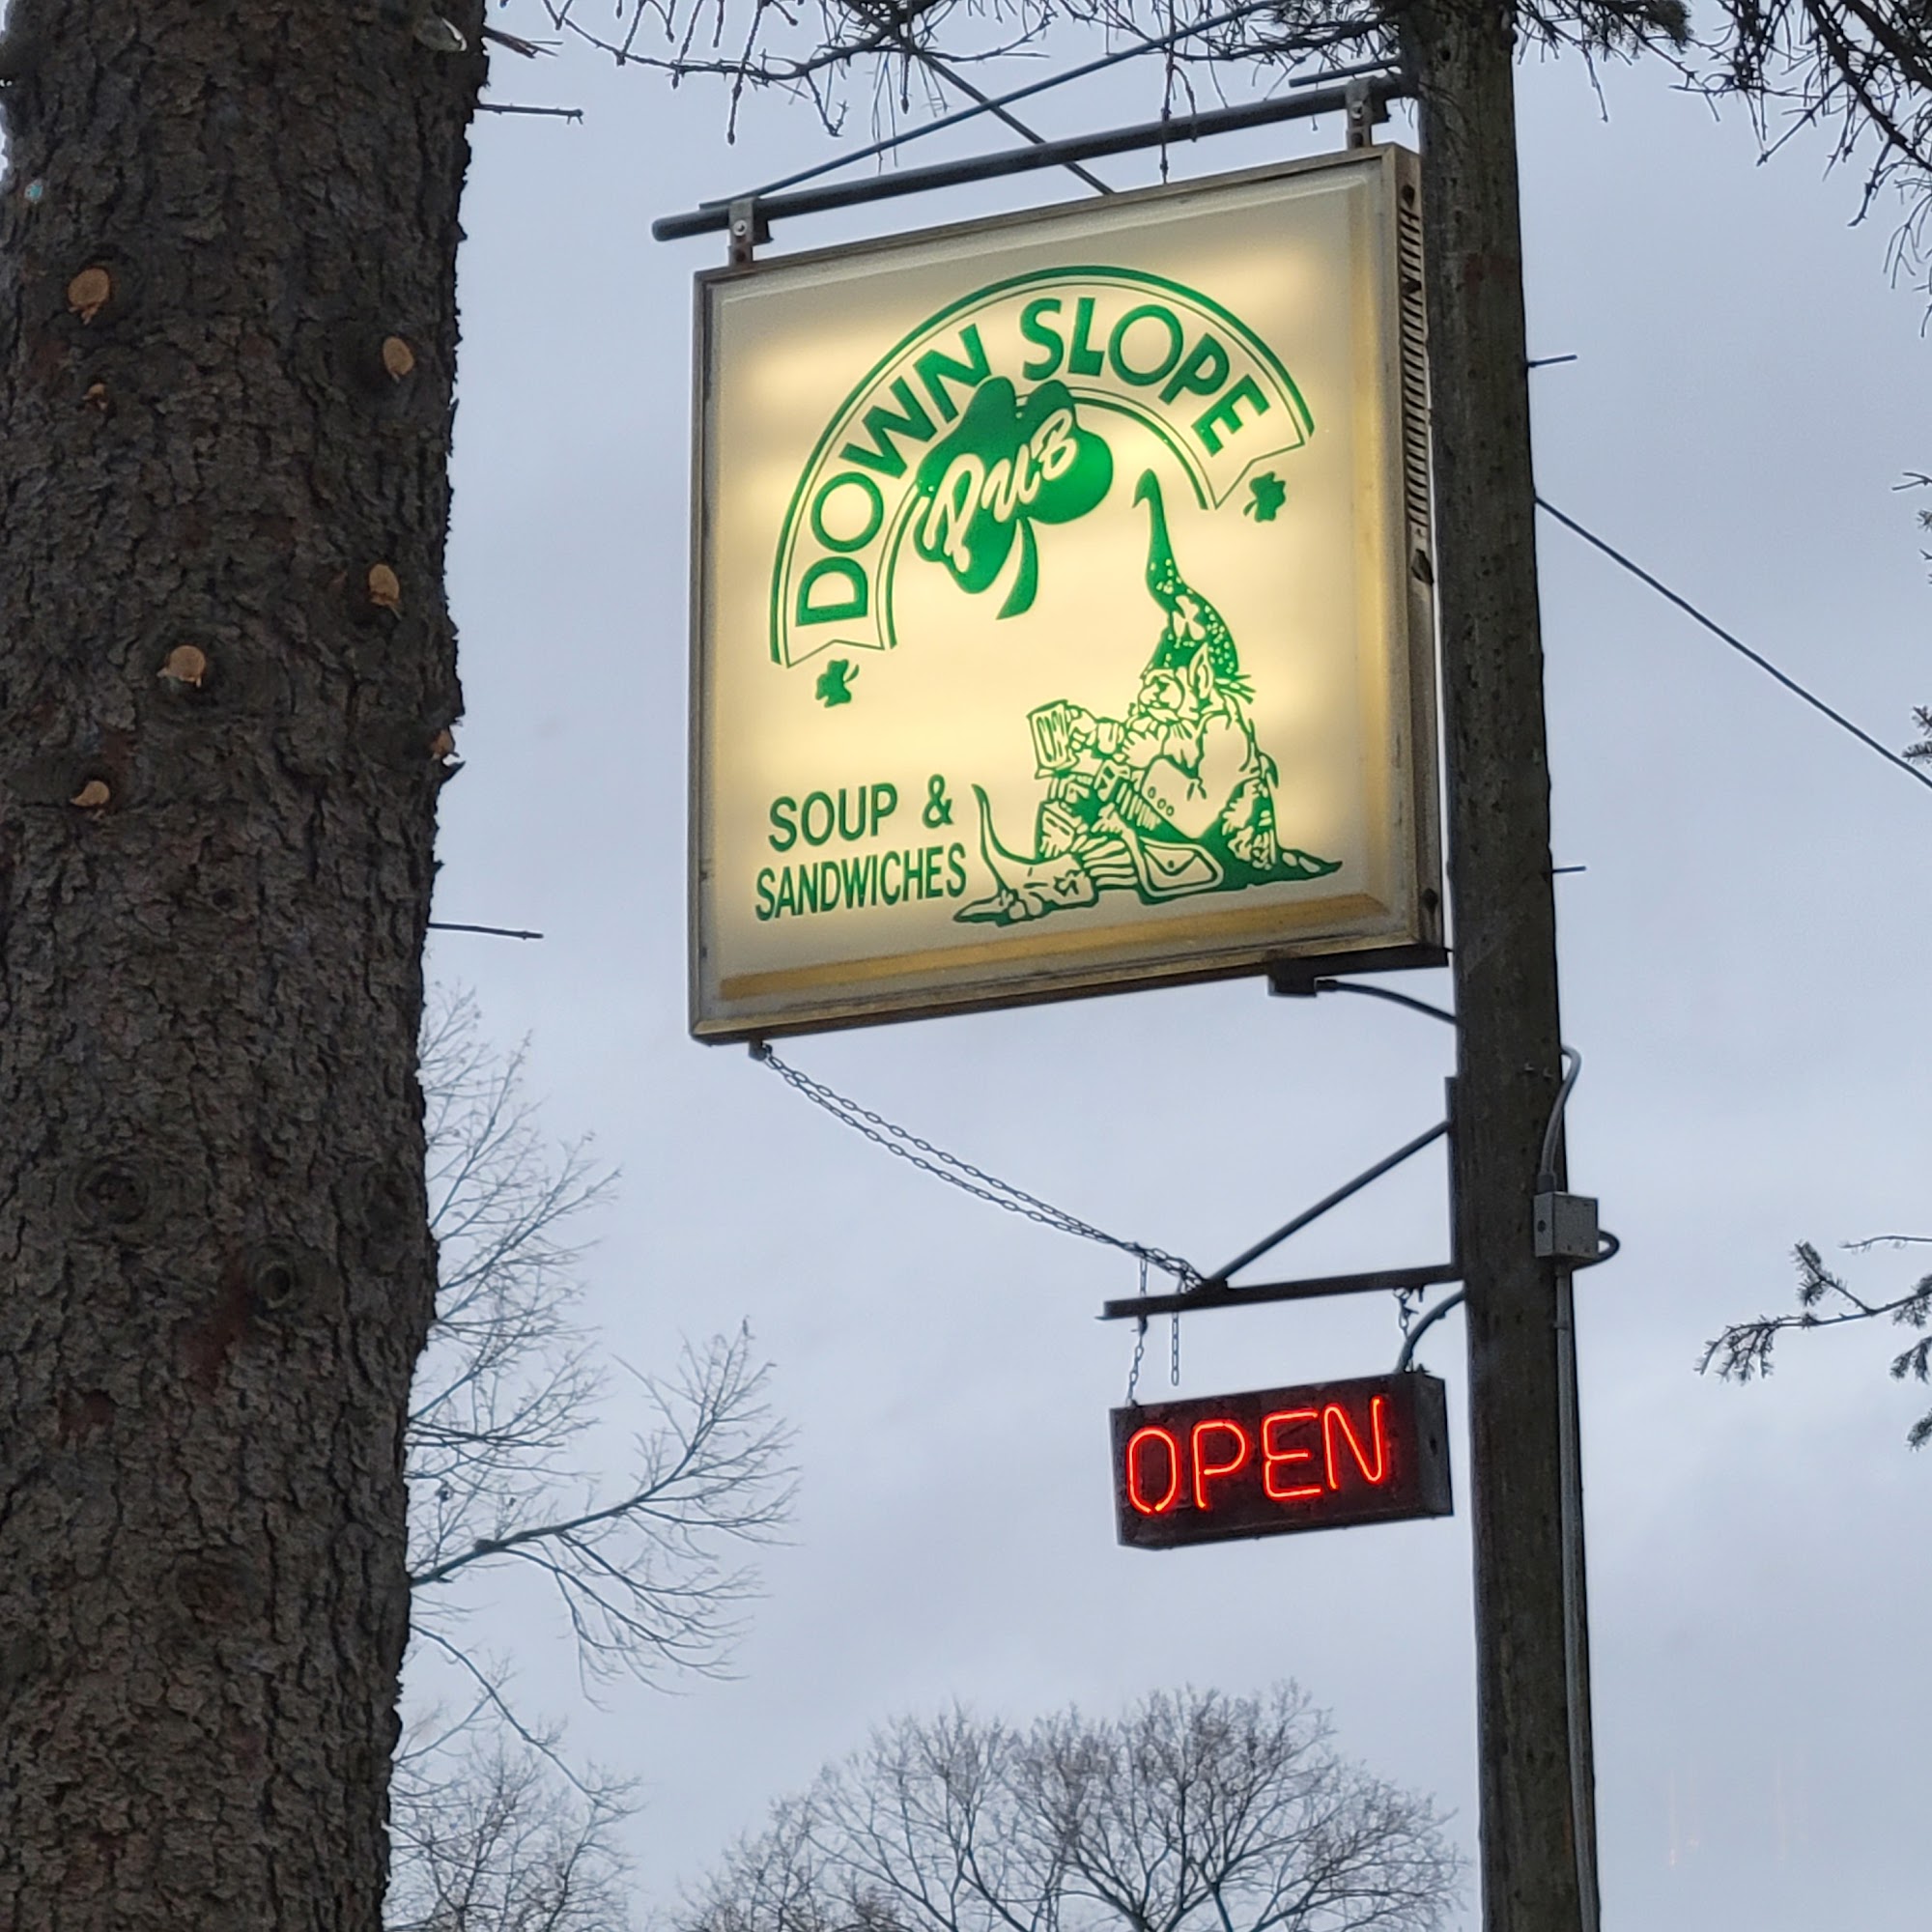 DOWN SLOPE
PUB
SOUP &
SANDWICHES
OPEN